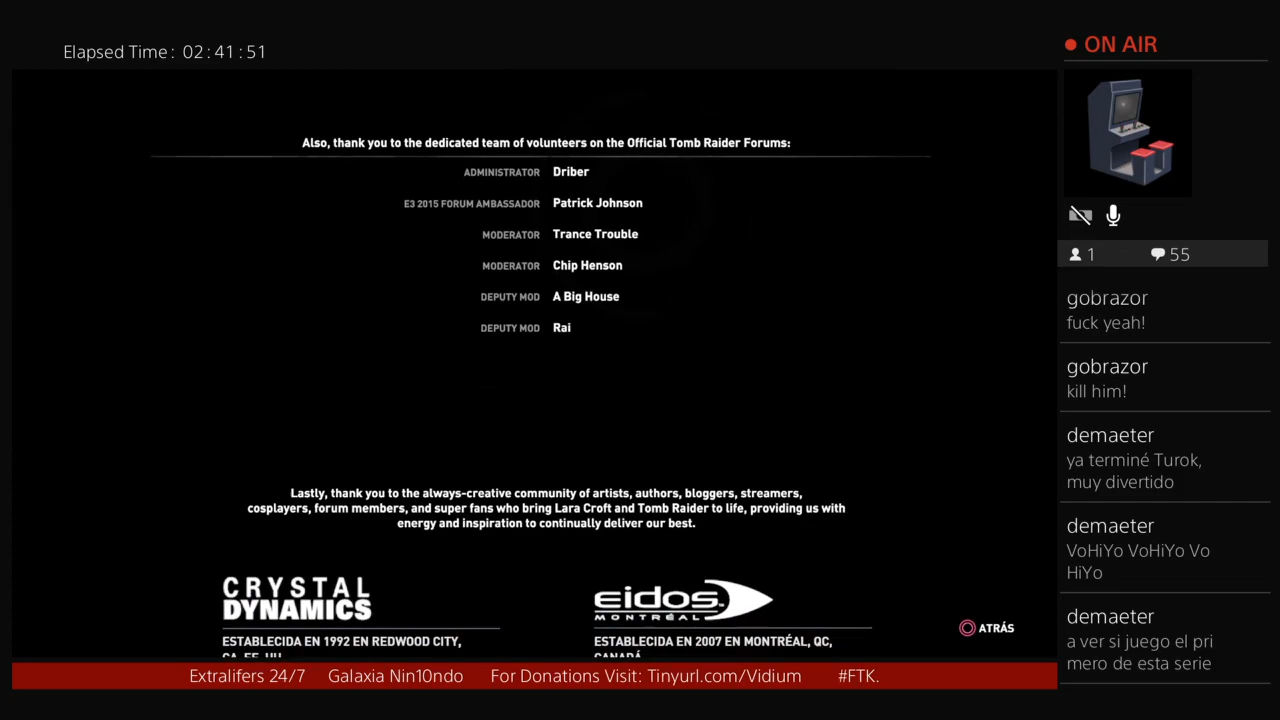 Elapsed Time: 02:41:51
ON AIR
Also, thank you to the dedicated team of volunteers on the Official Tomb Raider Forums:
ADMINISTRATOR Driber
E3 2015 FORUM AMBASSADOR Patrick Johnson
MODERATOR Trance Trouble
MODERATOR Chip Henson
DEPUTY MOD A Big House
DEPUTY MOD Rai
Lastly, thank you to the always-creative community of artists, authors, bloggers, streamers,
cosplayers, forum members, and super fans who bring Lara Croft and Tomb Raider to life, providing us with
energy and inspiration to continually deliver our best.
CRYSTAL
DYNAMICS
ESTABLECIDA EN 1992 EN REDWOOD CITY,
CA, EE. UU.
eidos
MONTRÉAL
ESTABLECIDA EN 2007 EN MONTRÉAL, QC,
CANADÁ
ATRÁS
1 55
gobrazor
fuck yeah!
gobrazor
kill him!
demaeter
ya terminé Turok,
muy divertido
demaeter
VoHiYo VoHiYo Vo
HiYo
demaeter
a ver si juego el pri
mero de esta serie
Extralifers 24/7 Galaxia Nin10ndo For Donations Visit: Tinyurl.com/Vidium #FTK.